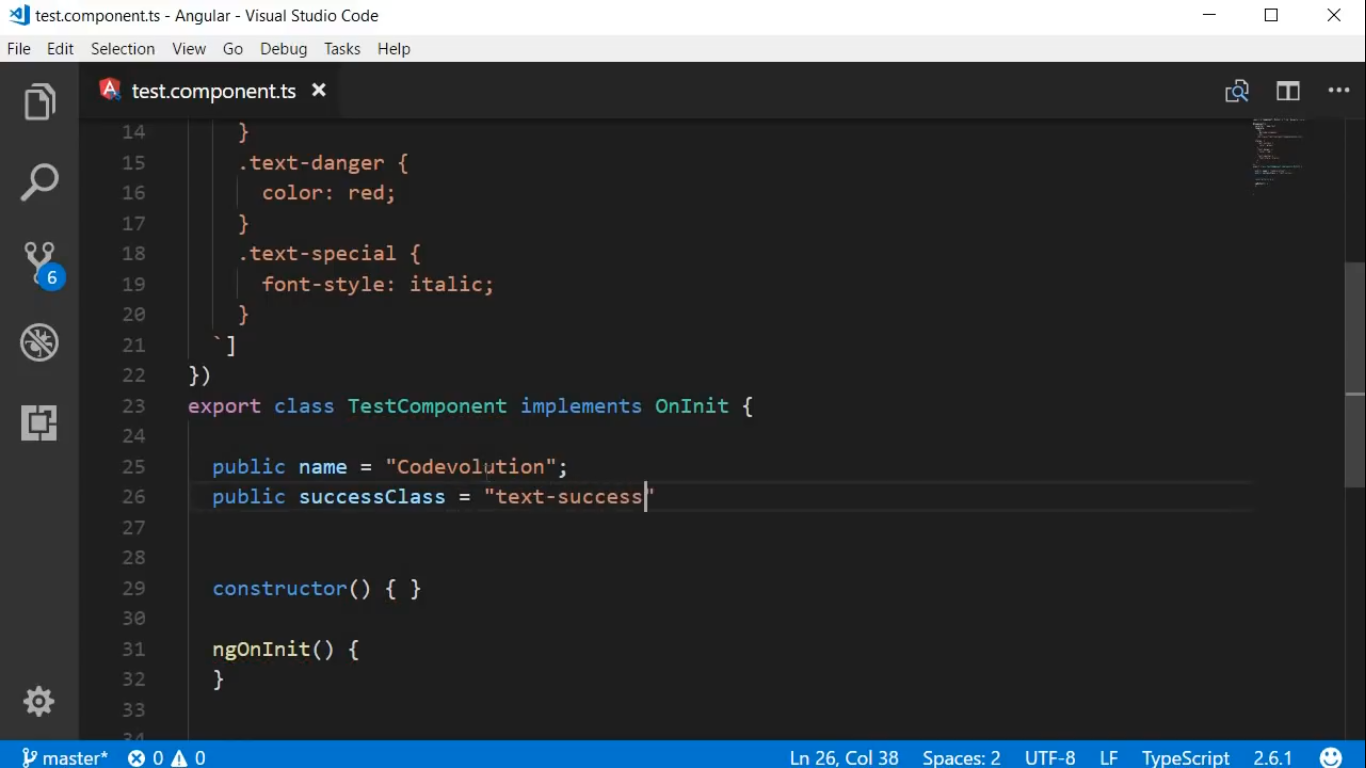 test.component.ts - Angular - Visual Studio Code
File Edit Selection View Go Debug Tasks Help
test.component.ts
14 }
15 .text-danger {
16 color: red;
17 }
18 .text-special {
19 font-style: italic;
20 }
21 `]
22 })
23 export class TestComponent implements OnInit {
24
25 public name = "Codevolution";
26 public successClass = "text-success"
27
28
29 constructor() { }
30
31 ngOnInit() {
32 }
33
34
6
master* 0 0 Ln 26, Col 38 Spaces: 2 UTF-8 LF TypeScript 2.6.1